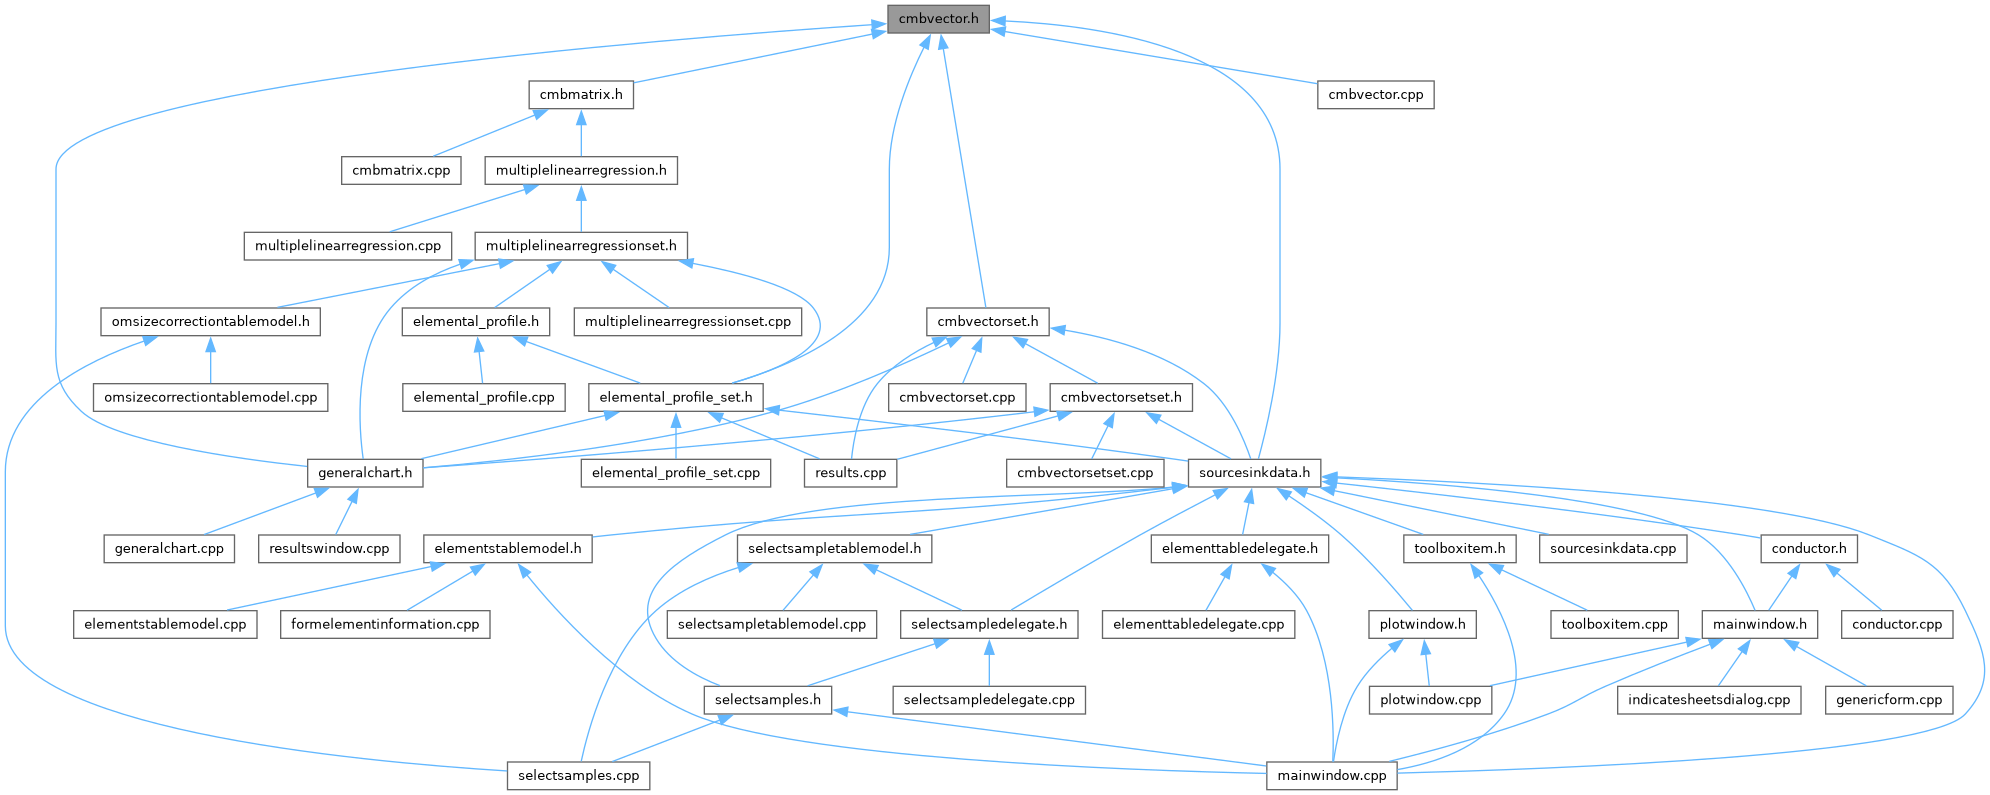 cmbvector.h
cmbmatrix.h
cmbvector.cpp
cmbmatrix.cpp
multiplelinearregression.h
multiplelinearregression.cpp
multiplelinearregressionset.h
omsizecorrectiontablemodel.h
elemental_profile.h
multiplelinearregressionset.cpp
cmbvectorset.h
omsizecorrectiontablemodel.cpp
elemental_profile.cpp
elemental_profile_set.h
cmbvectorset.cpp
cmbvectorsetset.h
generalchart.h
elemental_profile_set.cpp
results.cpp
cmbvectorsetset.cpp
sourcesinkdata.h
generalchart.cpp
resultswindow.cpp
elementstablemodel.h
selectsampletablemodel.h
elementtabledelegate.h
toolboxitem.h
sourcesinkdata.cpp
conductor.h
elementstablemodel.cpp
formelementinformation.cpp
selectsampletablemodel.cpp
selectsampledelegate.h
elementtabledelegate.cpp
plotwindow.h
toolboxitem.cpp
mainwindow.h
conductor.cpp
selectsamples.h
selectsampledelegate.cpp
plotwindow.cpp
indicatesheetsdialog.cpp
genericform.cpp
selectsamples.cpp
mainwindow.cpp